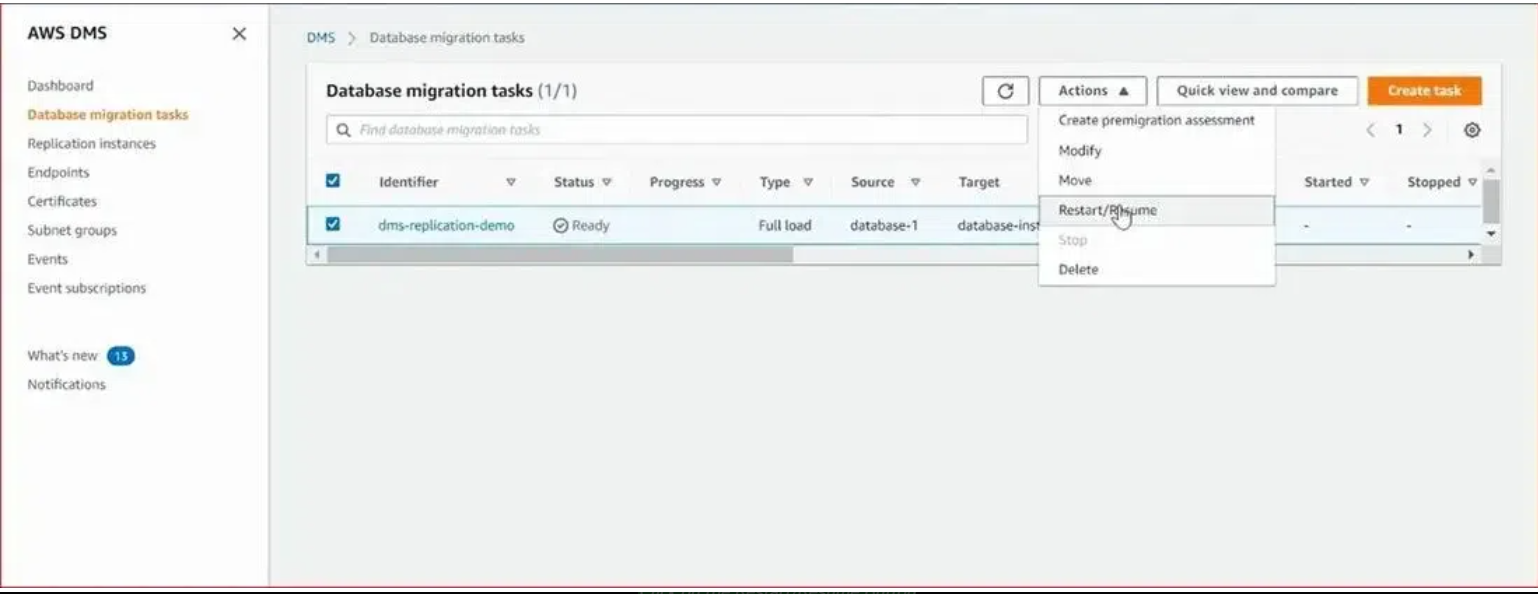 AWS DMS
Dashboard
Database migration tasks
Replication instances
Endpoints
Certificates
Subnet groups
Events
Event subscriptions
What's new 13
Notifications
DMS > Database migration tasks
Database migration tasks (1/1)
Actions Quick view and compare Create task
Find database migration tasks
1
Create premigration assessment
Modify
Move
Restart/Resume
Stop
Delete
Identifier Status Progress Type Source Target Started Stopped
dms-replication-demo Ready Full load database-1 database-inst - -